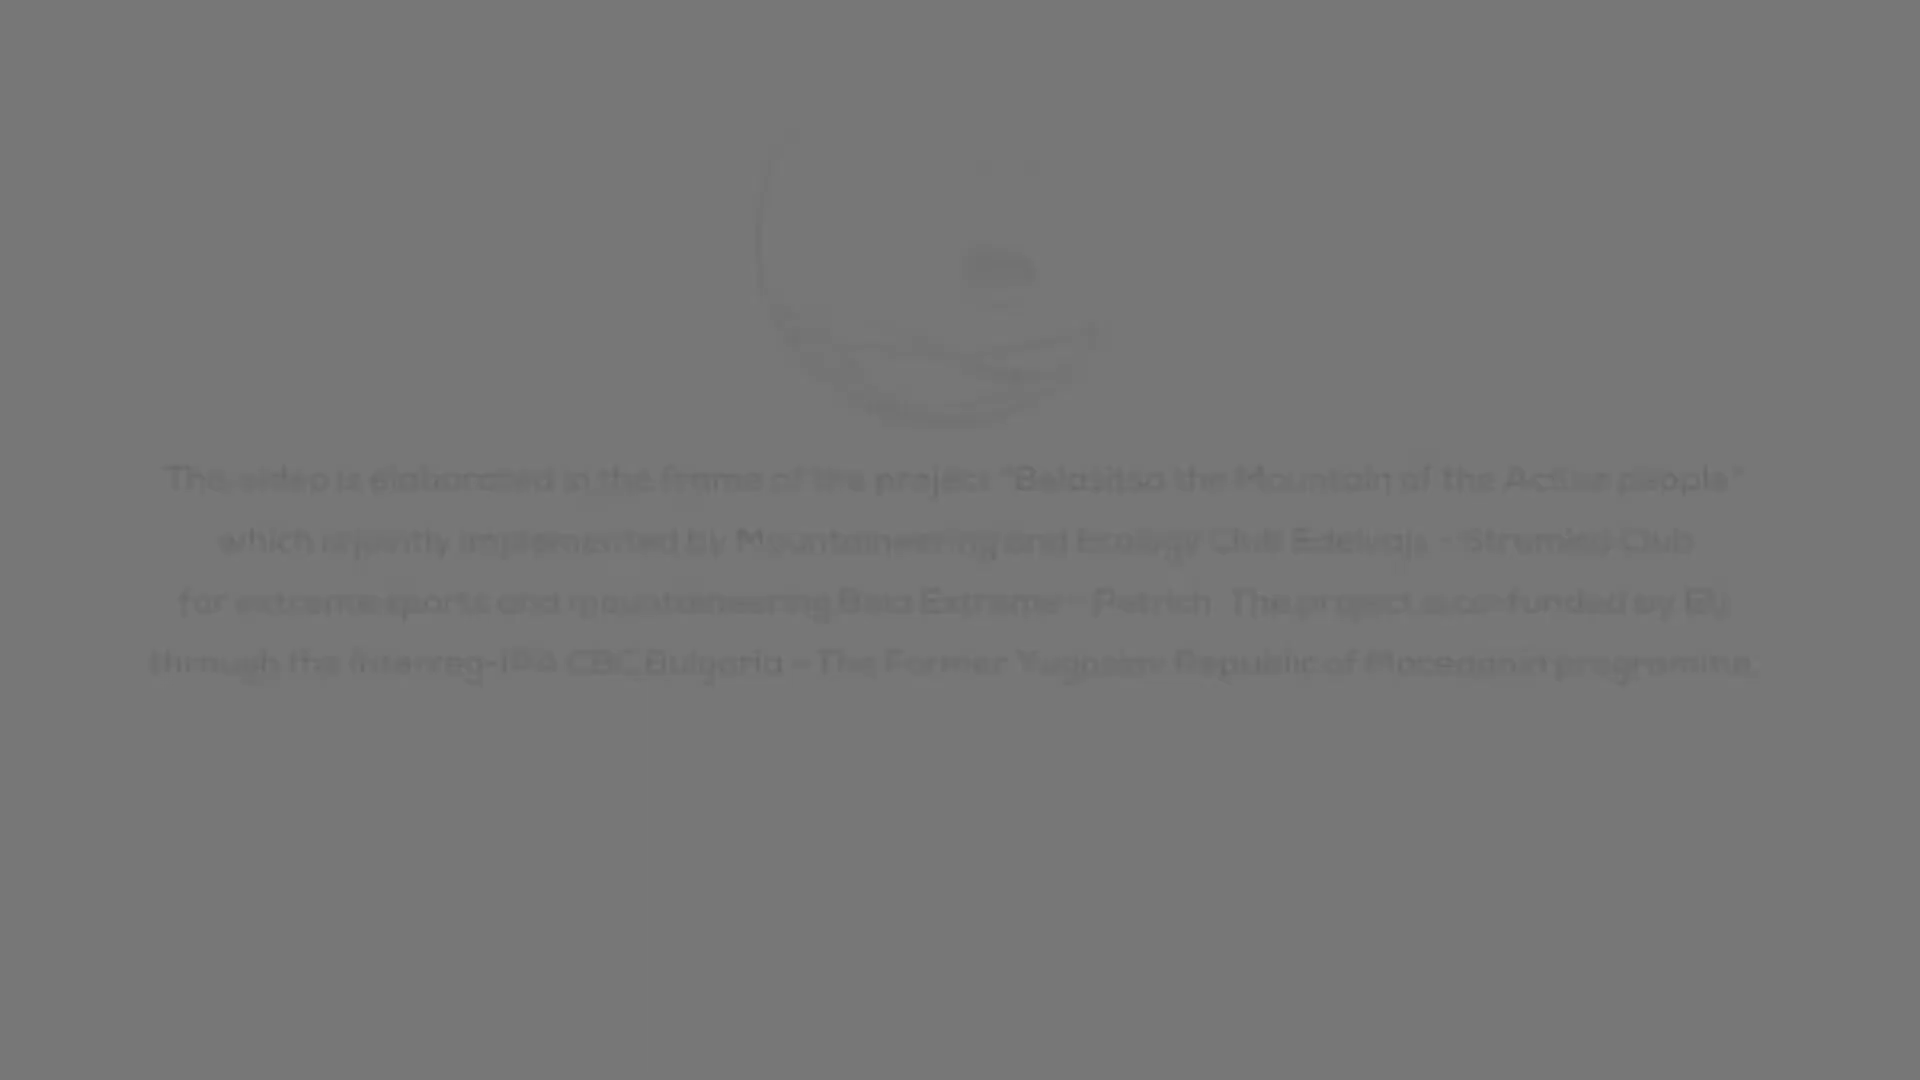 This video is elaborated in the frame of the project "Belasitsa the Mountain of the Active people"
which is jointly implemented by Mountaineering and Ecology Club Edelvajs - Strumica Club
for extreme sports and mountaineering Extreme - Petrich. The project is co-funded by
through the Interreg-IPA CBC Bulgaria - The Former Yugoslav Republic of Macedonia programme.